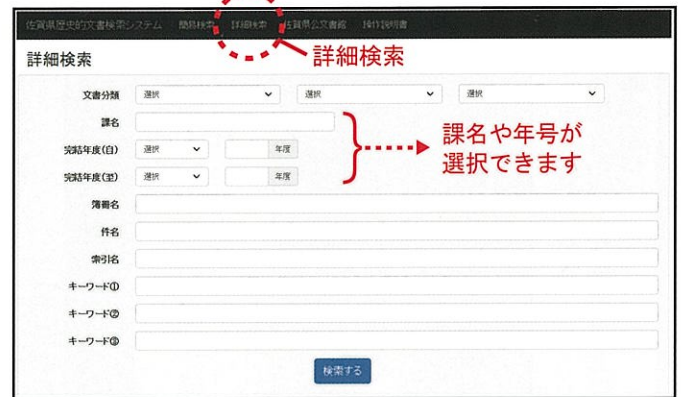 佐賀県歴史的文書検索システム 簡易検索 詳細検索 佐賀県公文書館 操作説明書
詳細検索
詳細検索
文書分類 選択 選択 選択
課名
完結年度(自) 選択 年度
完結年度(至) 選択 年度
課名や年号が
選択できます
簿冊名
件名
索引名
キーワード①
キーワード②
キーワード③
検索する